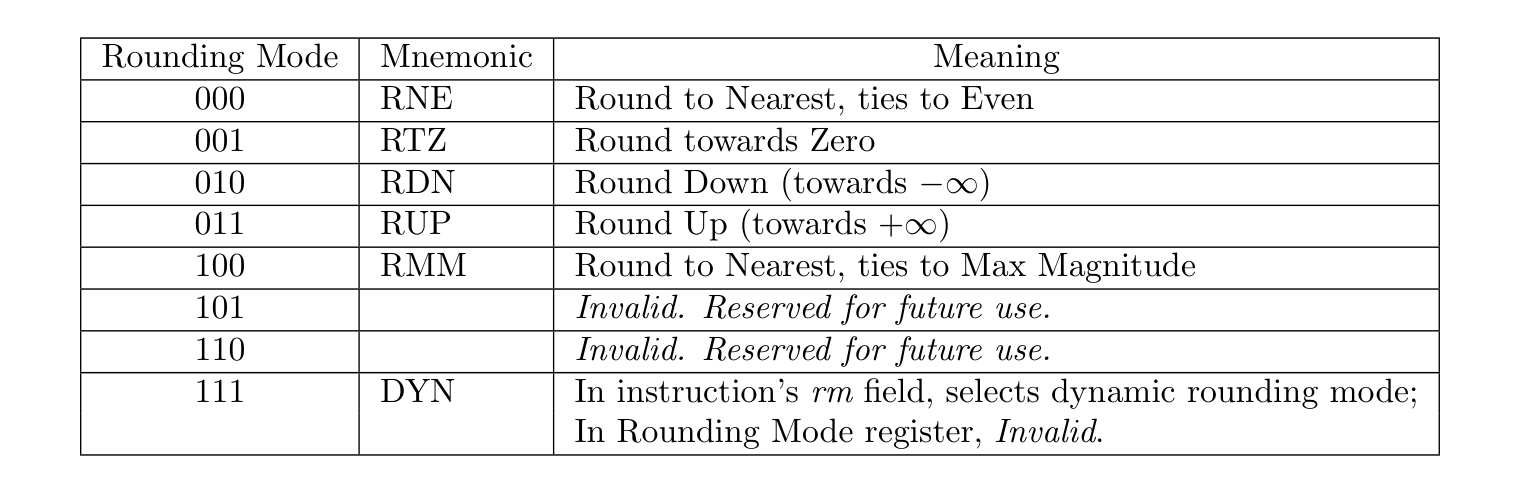 Rounding Mode Mnemonic Meaning
000 RNE Round to Nearest, ties to Even
001 RTZ Round towards Zero
010 RDN Round Down (towards −∞)
011 RUP Round Up (towards +∞)
100 RMM Round to Nearest, ties to Max Magnitude
101 Invalid. Reserved for future use.
110 Invalid. Reserved for future use.
111 DYN In instruction’s rm field, selects dynamic rounding mode;
In Rounding Mode register, Invalid.